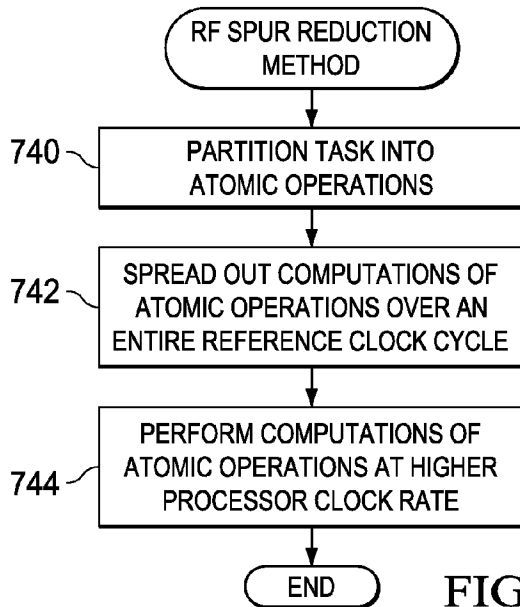 RF SPUR REDUCTION
METHOD
740
PARTITION TASK INTO
ATOMIC OPERATIONS
742
SPREAD OUT COMPUTATIONS OF
ATOMIC OPERATIONS OVER AN
ENTIRE REFERENCE CLOCK CYCLE
744
PERFORM COMPUTATIONS OF
ATOMIC OPERATIONS AT HIGHER
PROCESSOR CLOCK RATE
END
FIG